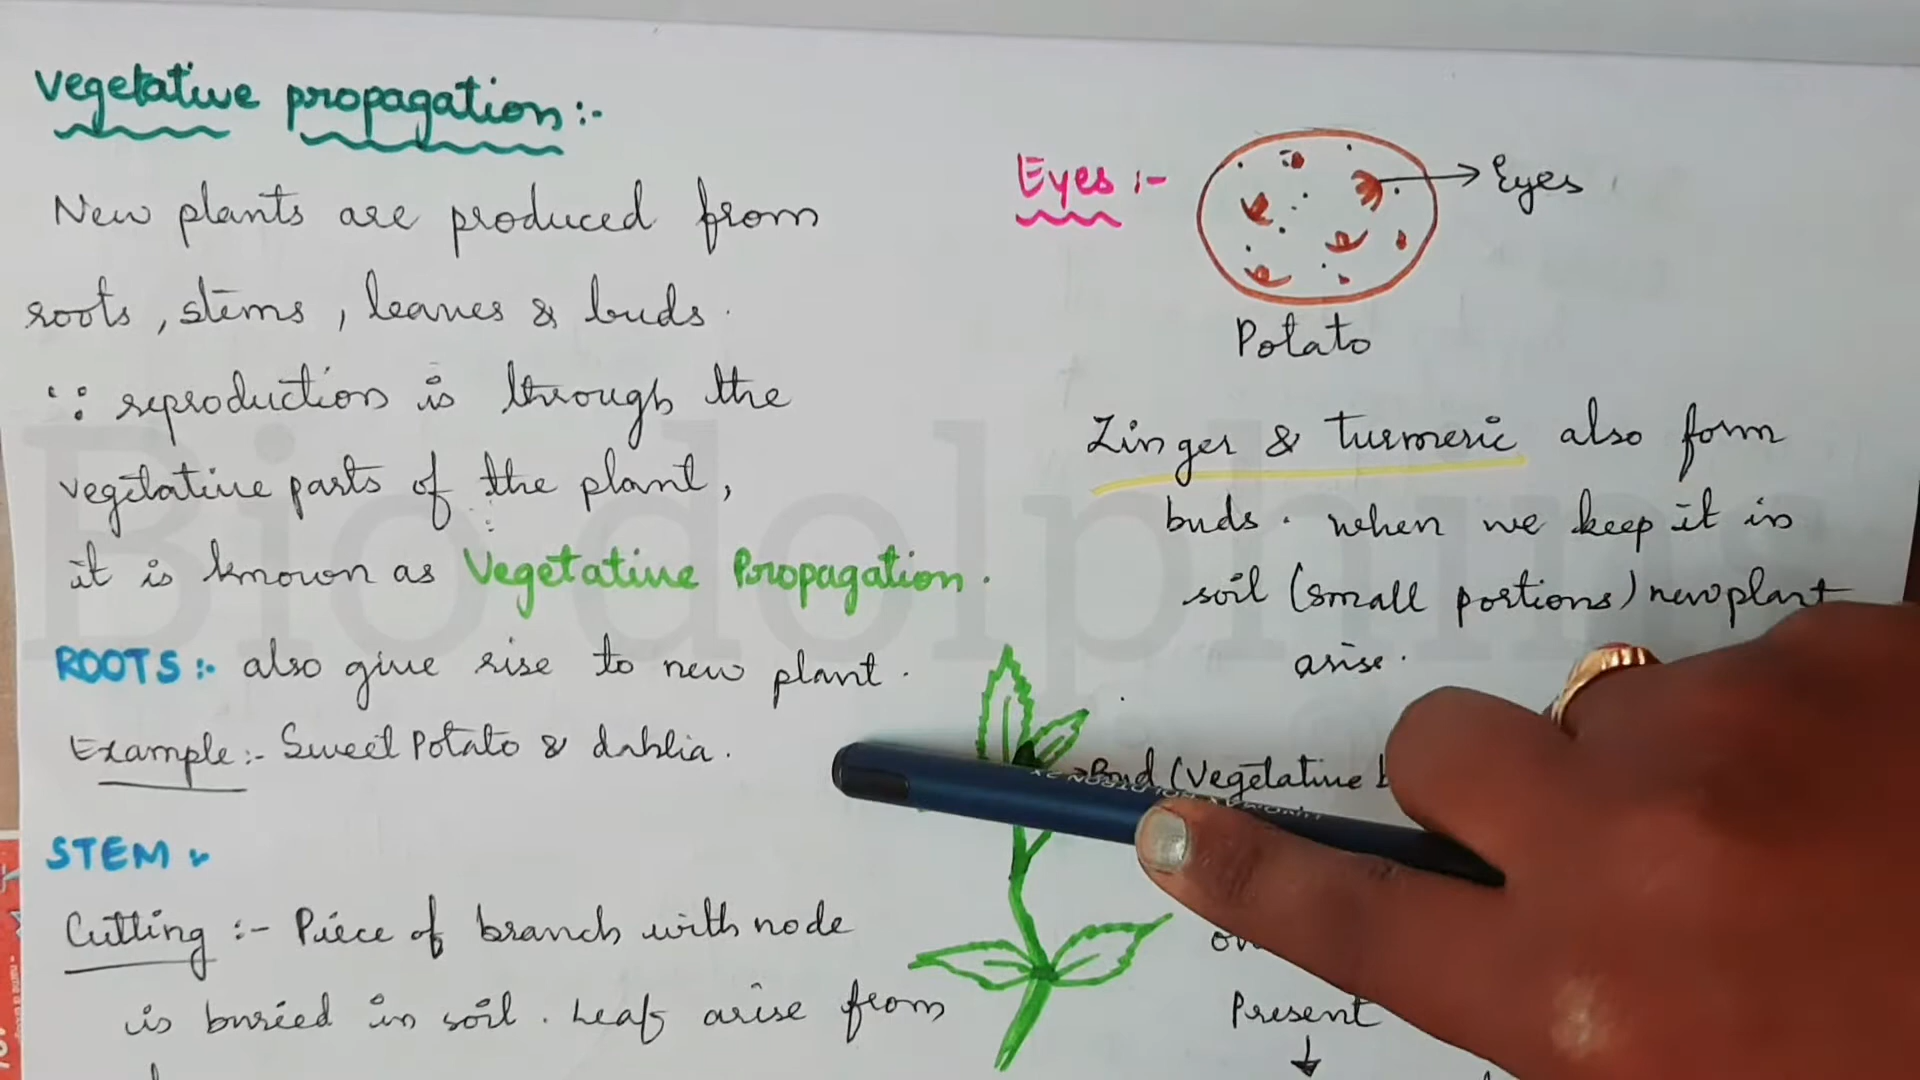 Vegetative propagation:-
New plants are produced from
roots, stems, leaves & buds.
∵ reproduction is through the
vegetative parts of the plant,
it is known as Vegetative Propagation.
ROOTS:- also give rise to new plant.
Example:- Sweet Potato & dahlia.
STEM:
Cutting :- Piece of branch with node
is buried in soil. Leaf arise from
Eyes :-
Eyes
Potato
Zinger & turmeric also form
buds. when we keep it in
soil (small portions) new plant
arise.
Bud (Vegetative
Present
Bio dolphins